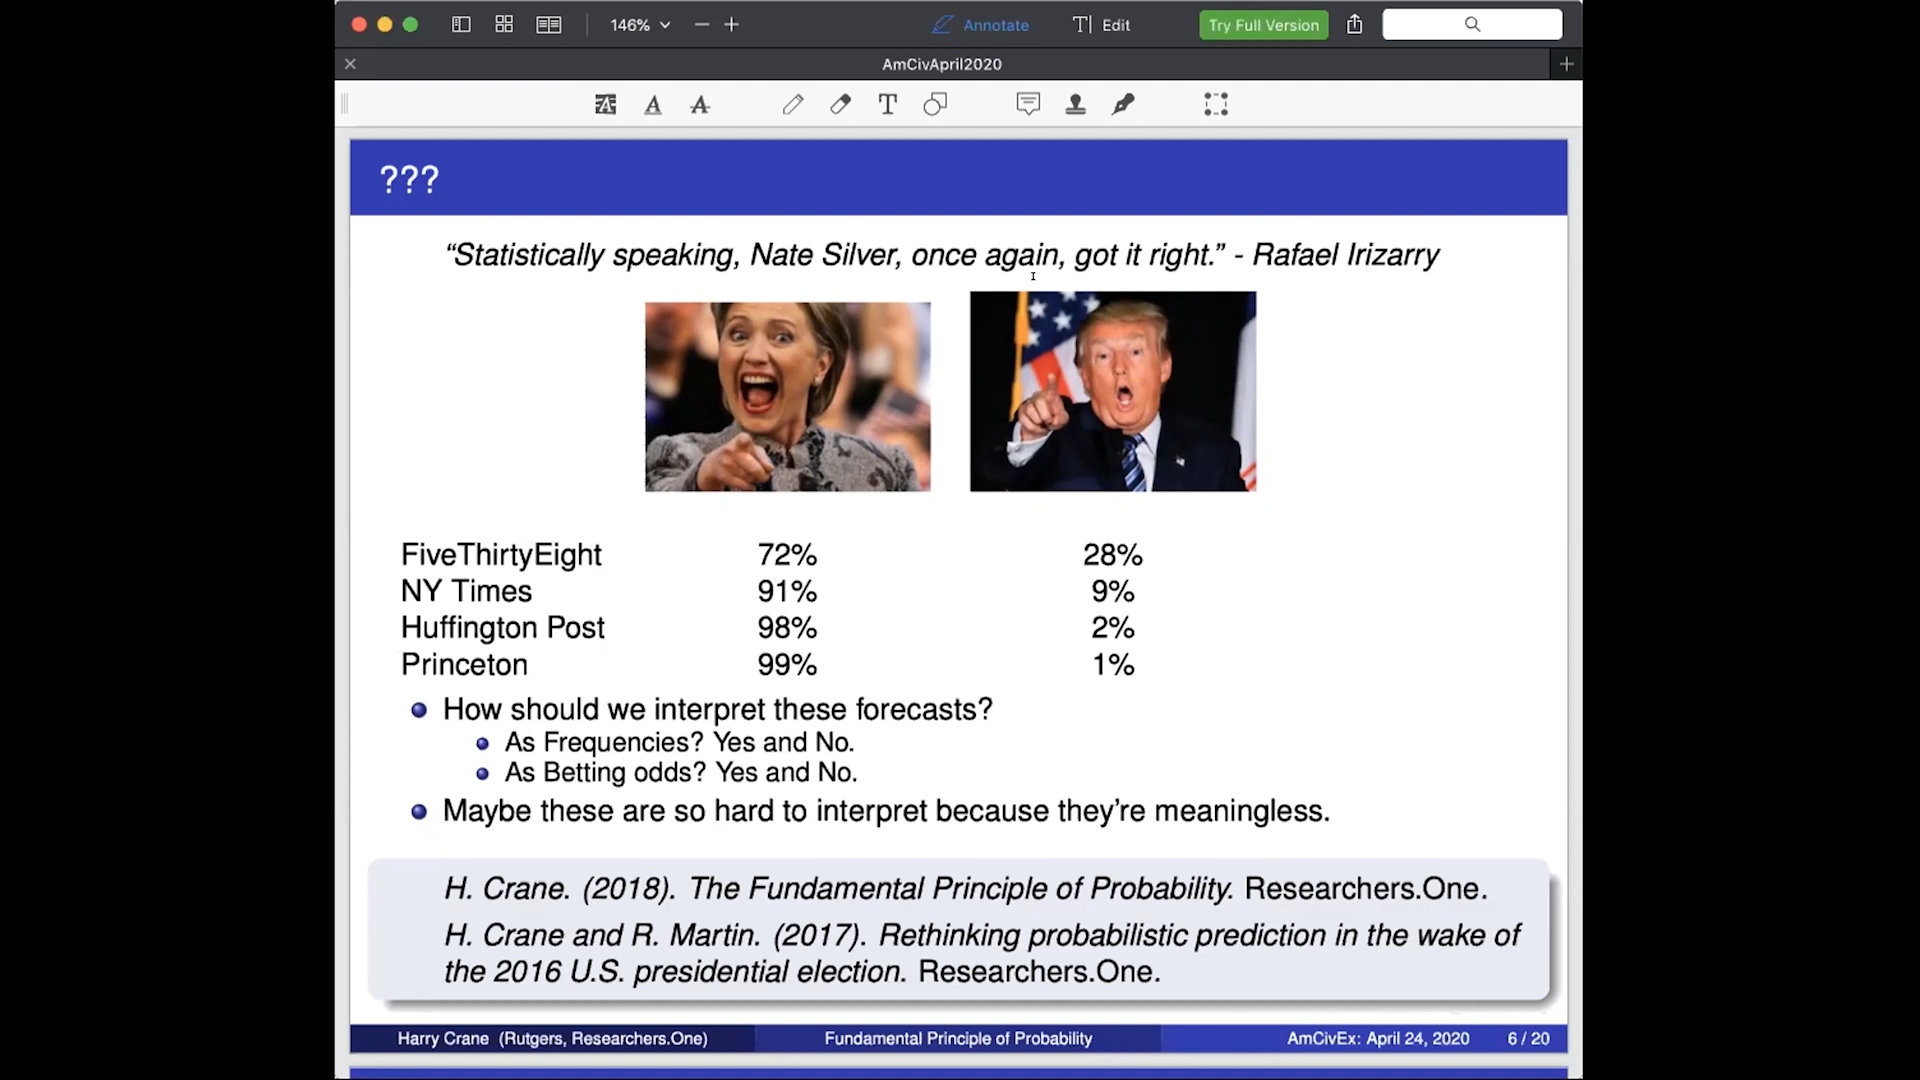 146%
Annotate
T| Edit
Try Full Version
AmCivApril2020
???
“Statistically speaking, Nate Silver, once again, got it right.” - Rafael Irizarry
FiveThirtyEight 72% 28%
NY Times 91% 9%
Huffington Post 98% 2%
Princeton 99% 1%
How should we interpret these forecasts?
As Frequencies? Yes and No.
As Betting odds? Yes and No.
Maybe these are so hard to interpret because they’re meaningless.
H. Crane. (2018). The Fundamental Principle of Probability. Researchers.One.
H. Crane and R. Martin. (2017). Rethinking probabilistic prediction in the wake of
the 2016 U.S. presidential election. Researchers.One.
Harry Crane (Rutgers, Researchers.One) Fundamental Principle of Probability AmCivEx: April 24, 2020 6 / 20